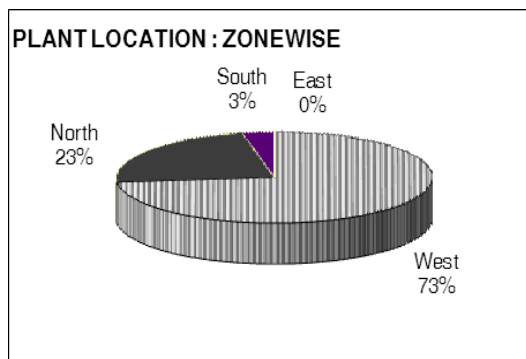 PLANT LOCATION : ZONEWISE
South
3%
East
0%
North
23%
West
73%